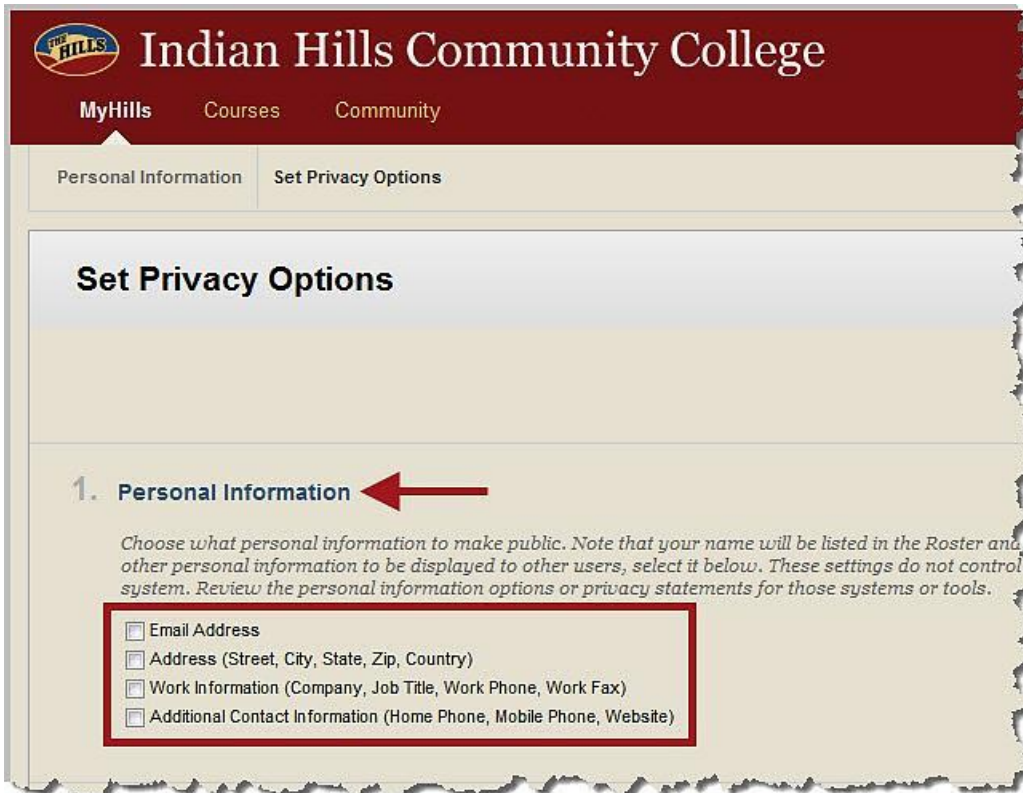 THE HILLS
Indian Hills Community College
MyHills Courses Community
Personal Information Set Privacy Options
Set Privacy Options
1. Personal Information
Choose what personal information to make public. Note that your name will be listed in the Roster and
other personal information to be displayed to other users, select it below. These settings do not control
system. Review the personal information options or privacy statements for those systems or tools.
Email Address
Address (Street, City, State, Zip, Country)
Work Information (Company, Job Title, Work Phone, Work Fax)
Additional Contact Information (Home Phone, Mobile Phone, Website)